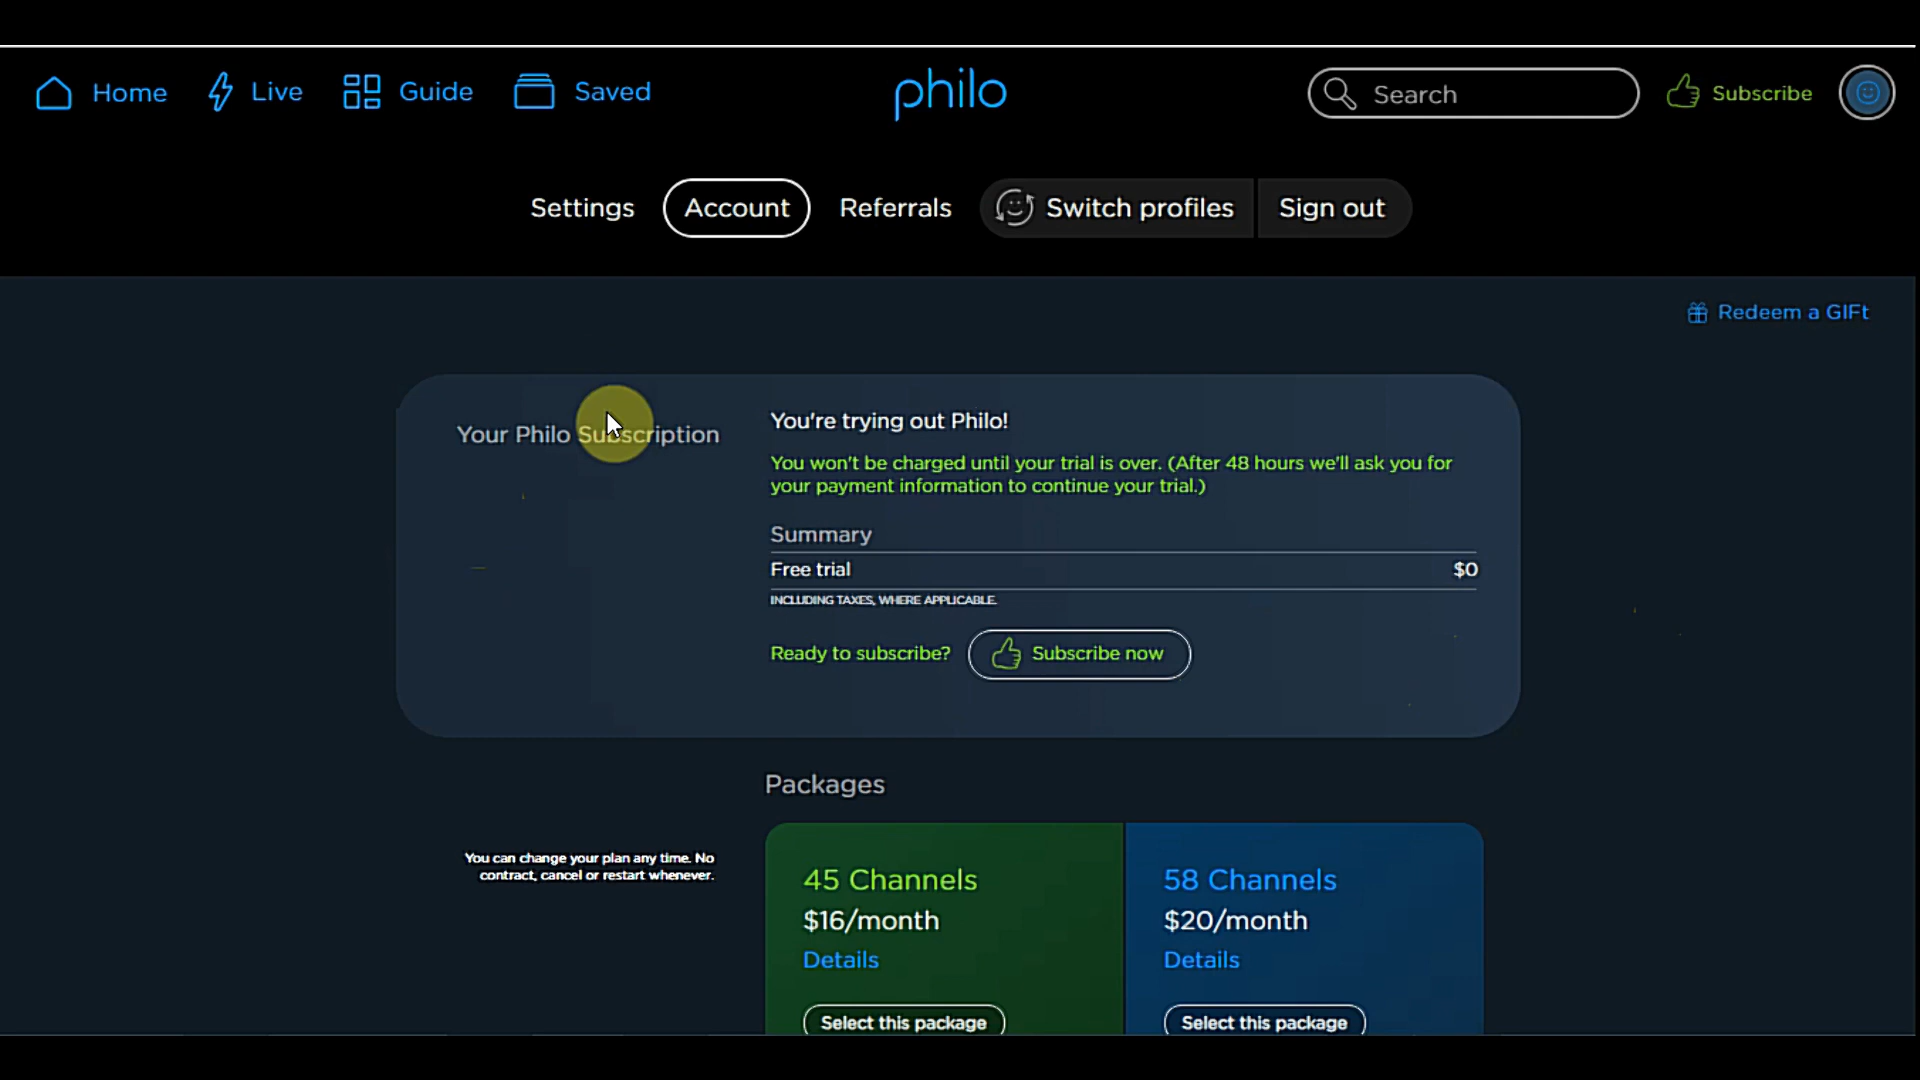 Home Live Guide Saved philo Search Subscribe
Settings Account Referrals Switch profiles Sign out
Redeem a GIFt
Your Philo Subscription
You're trying out Philo!
You won't be charged until your trial is over. (After 48 hours we'll ask you for
your payment information to continue your trial.)
Summary
Free trial $0
INCLUDING TAXES, WHERE APPLICABLE.
Ready to subscribe? Subscribe now
Packages
You can change your plan any time. No
contract, cancel or restart whenever.
45 Channels
$16/month
Details
Select this package
58 Channels
$20/month
Details
Select this package